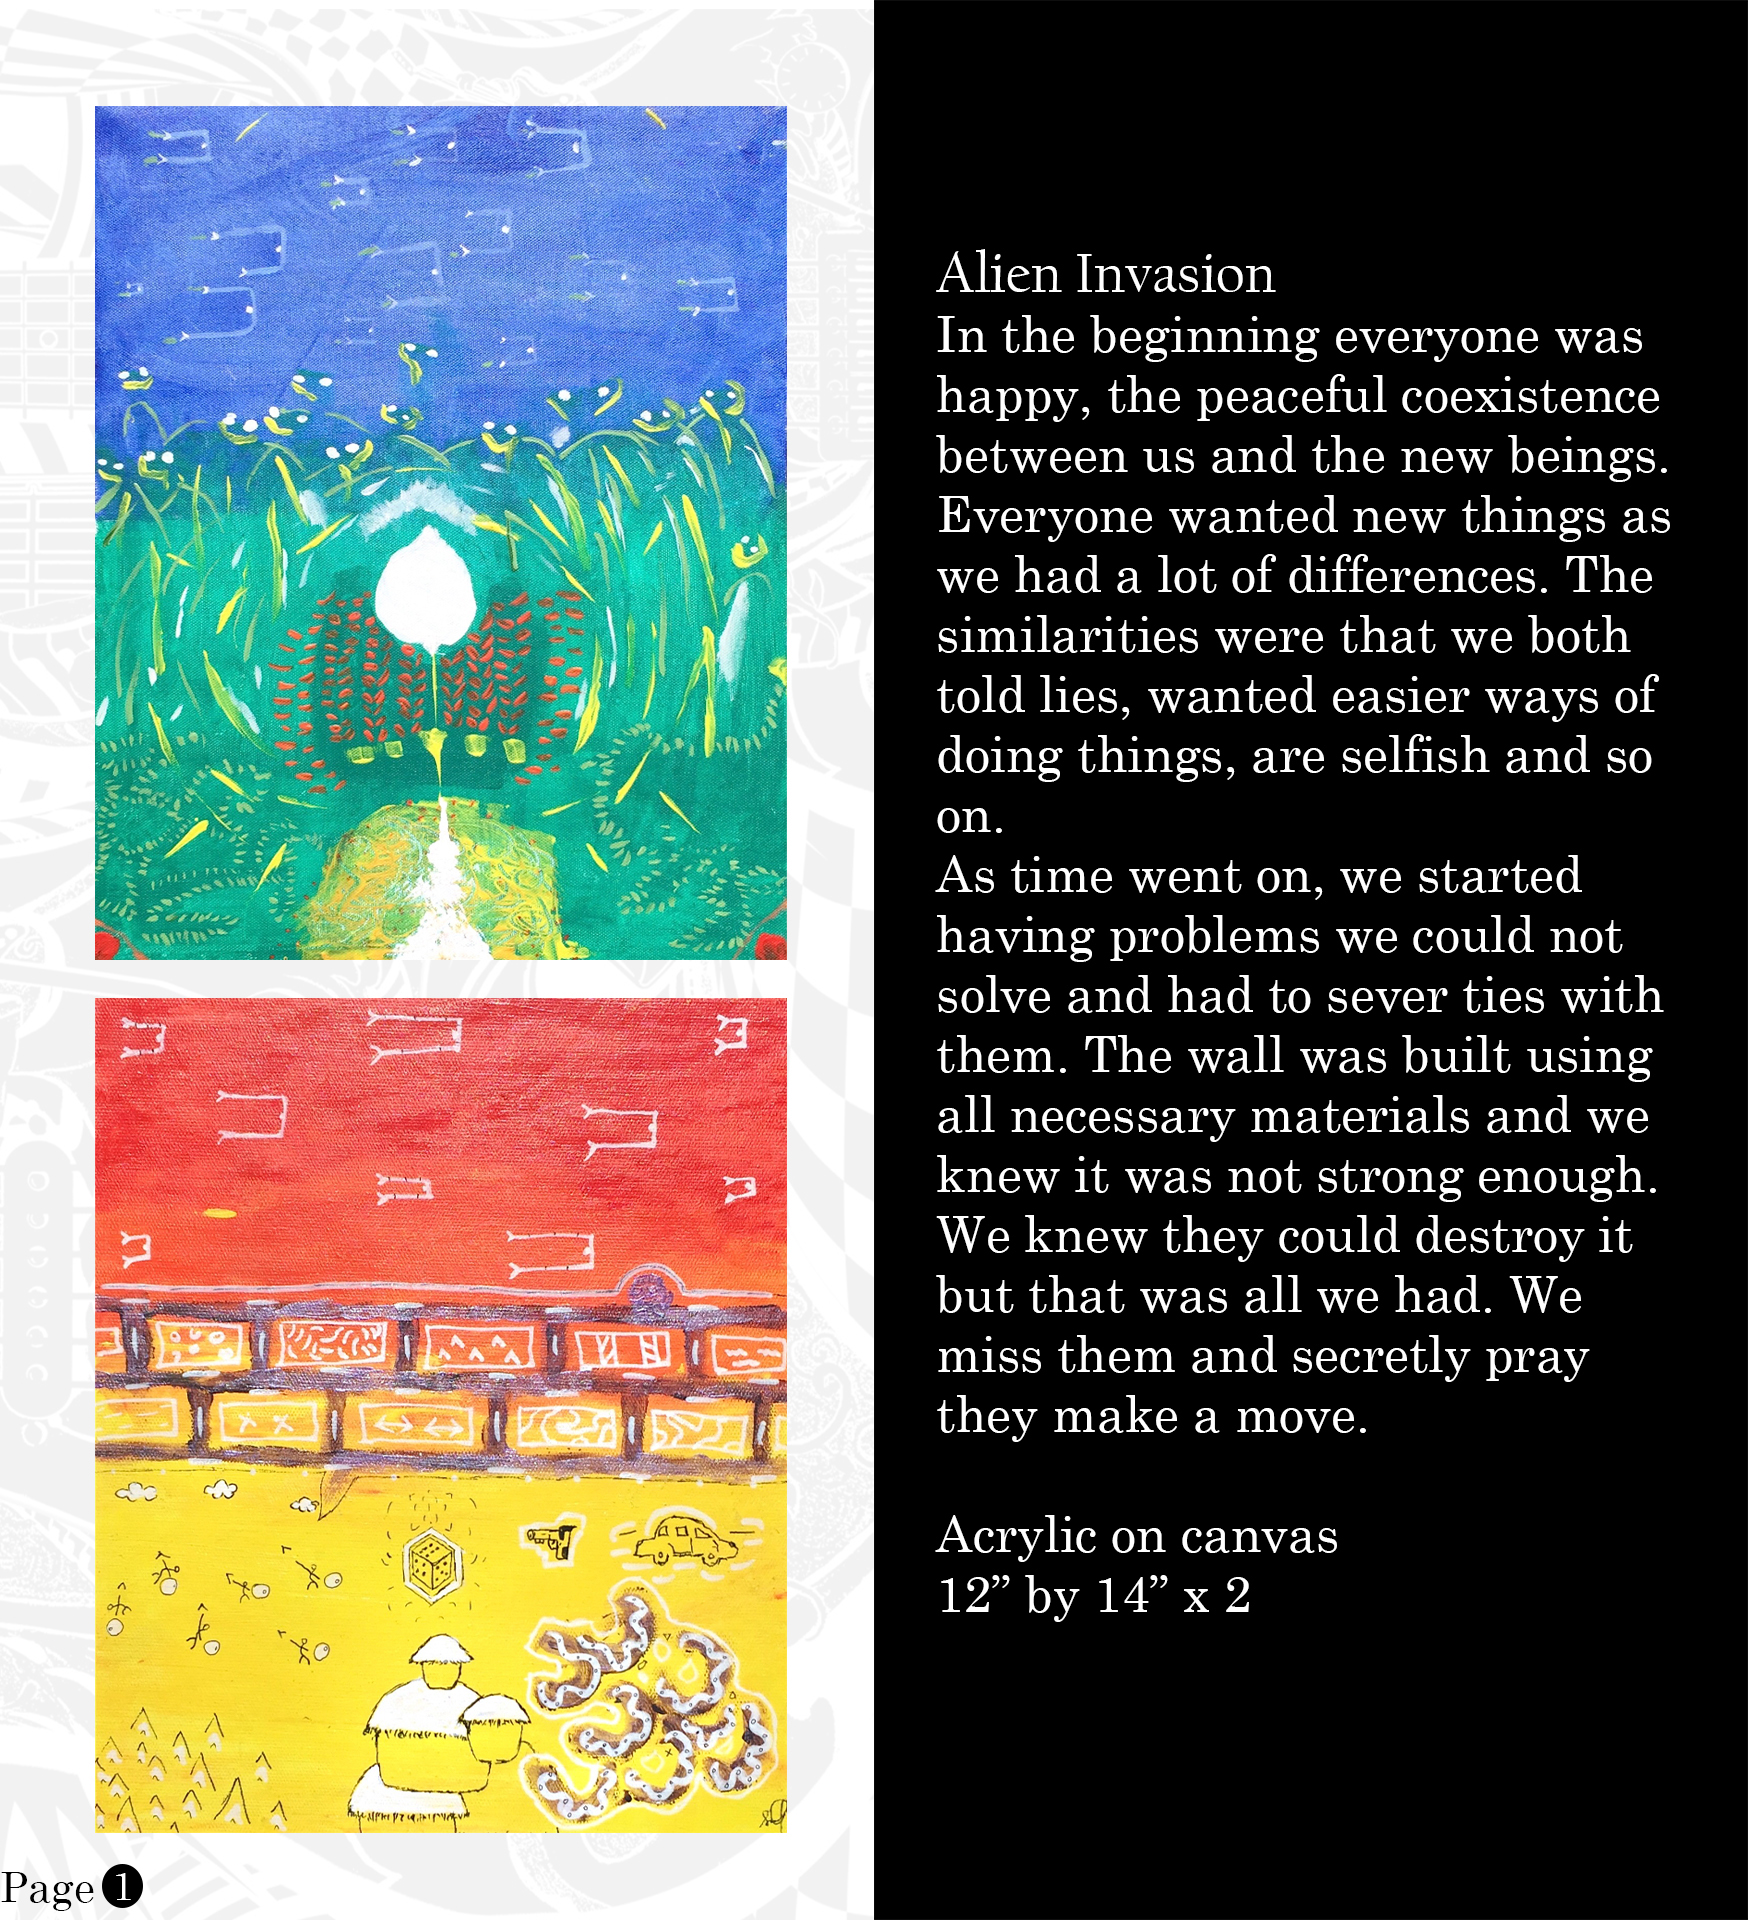 Alien Invasion
In the beginning everyone was
happy, the peaceful coexistence
between us and the new beings.
Everyone wanted new things as
we had a lot of differences. The
similarities were that we both
told lies, wanted easier ways of
doing things, are selfish and so
on.
As time went on, we started
having problems we could not
solve and had to sever ties with
them. The wall was built using
all necessary materials and we
knew it was not strong enough.
We knew they could destroy it
but that was all we had. We
miss them and secretly pray
they make a move.
Acrylic on canvas
12” by 14” x 2
Page 1